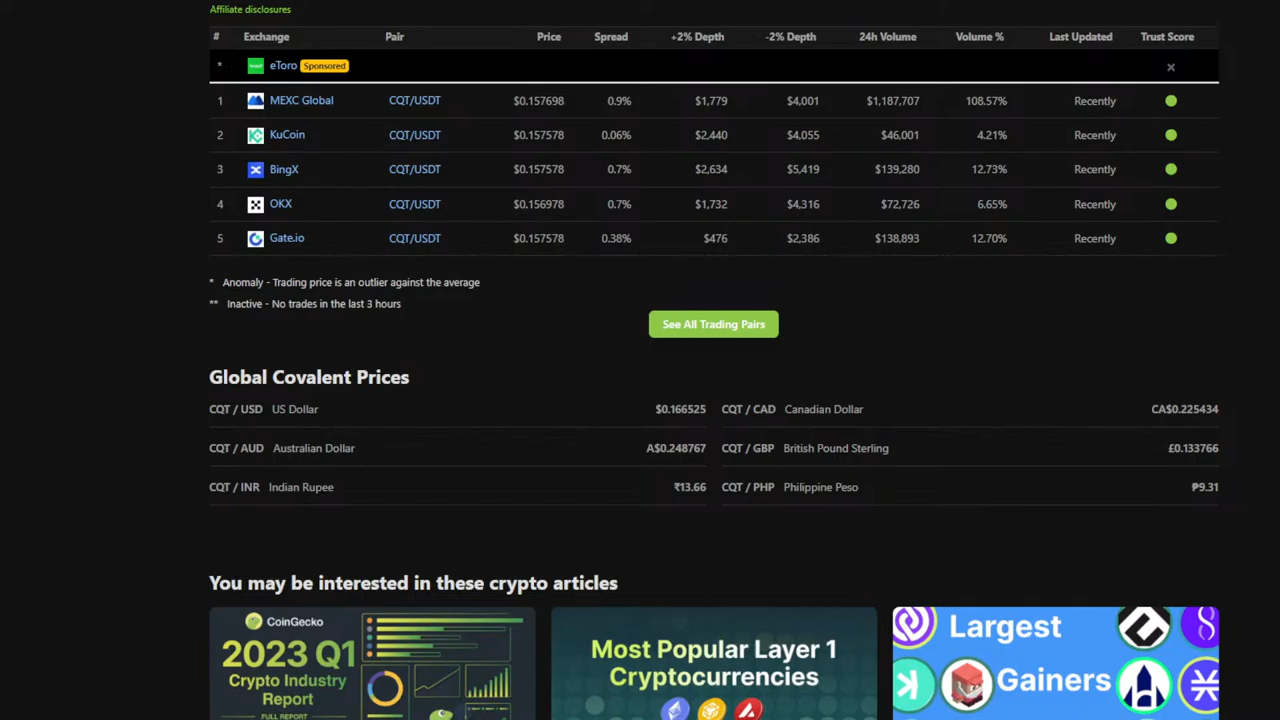 Affiliate disclosures
# Exchange Pair Price Spread +2% Depth -2% Depth 24h Volume Volume % Last Updated Trust Score
* eToro Sponsored ×
1 MEXC Global CQT/USDT $0.157698 0.9% $1,779 $4,001 $1,187,707 108.57% Recently
2 KuCoin CQT/USDT $0.157578 0.06% $2,440 $4,055 $46,001 4.21% Recently
3 BingX CQT/USDT $0.157578 0.7% $2,634 $5,419 $139,280 12.73% Recently
4 OKX CQT/USDT $0.156978 0.7% $1,732 $4,316 $72,726 6.65% Recently
5 Gate.io CQT/USDT $0.157578 0.38% $476 $2,386 $138,893 12.70% Recently
* Anomaly - Trading price is an outlier against the average
** Inactive - No trades in the last 3 hours
See All Trading Pairs
Global Covalent Prices
CQT / USD US Dollar $0.166525 CQT / CAD Canadian Dollar CA$0.225434
CQT / AUD Australian Dollar A$0.248767 CQT / GBP British Pound Sterling £0.133766
CQT / INR Indian Rupee ₹13.66 CQT / PHP Philippine Peso ₱9.31
You may be interested in these crypto articles
CoinGecko
2023 Q1
Crypto Industry
Report
FULL REPORT
Most Popular Layer 1
Cryptocurrencies
Largest
Gainers